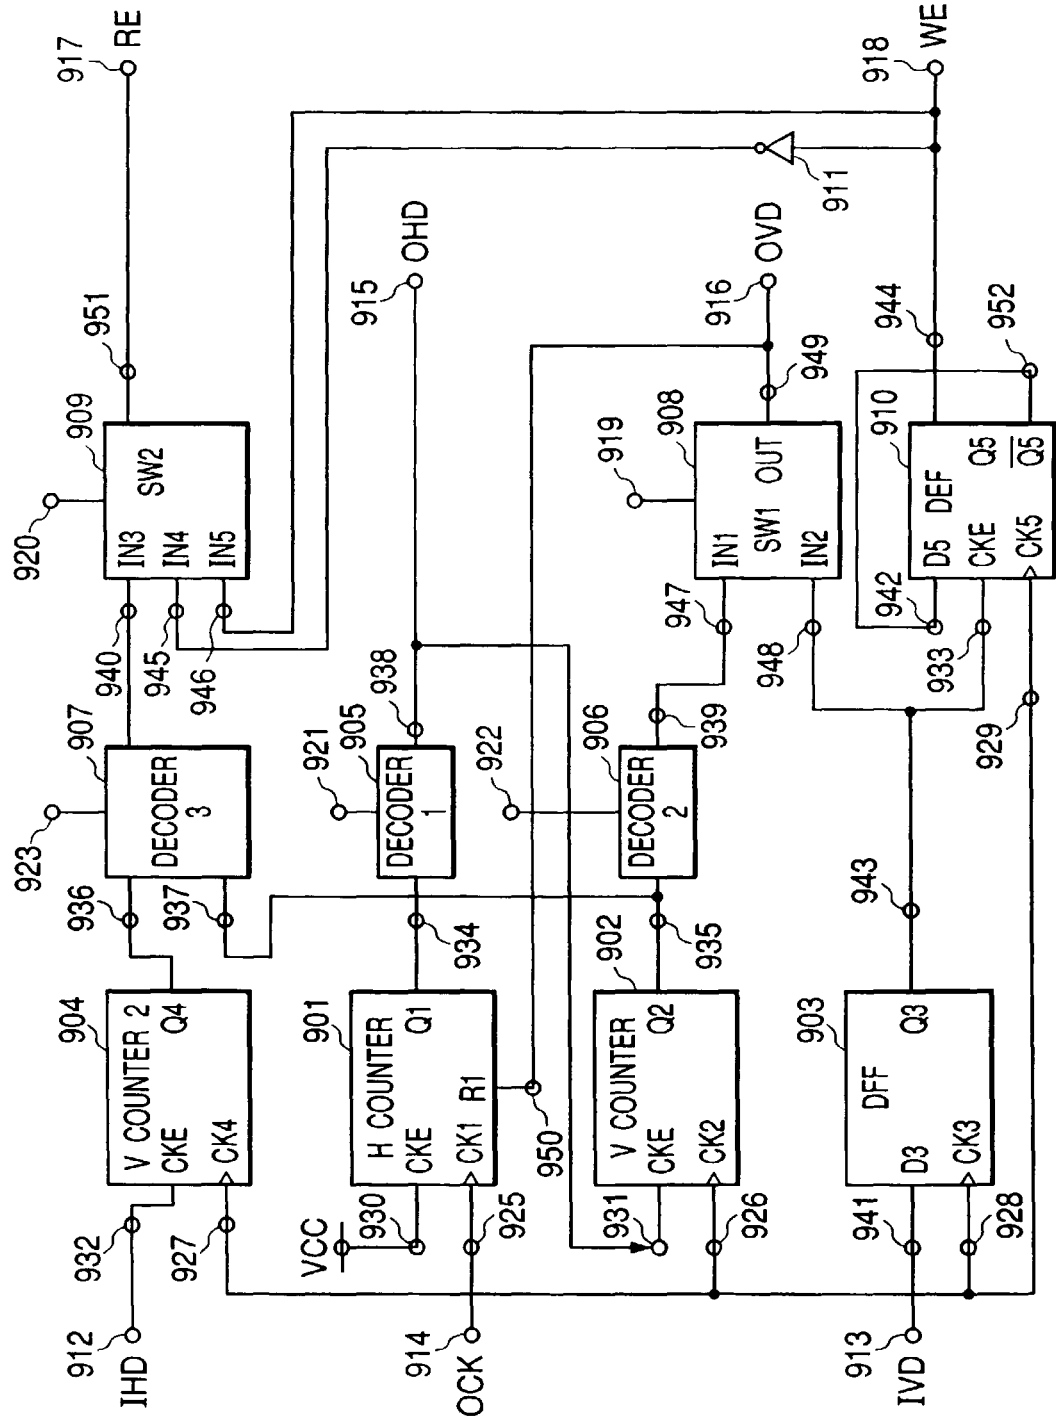 917
RE
951
909
920
SW2
IN3
IN4
IN5
940
945
946
907
923
DECODER
3
936
937
904
V COUNTER 2
Q4
CKE
CK4
932
927
912
IHD
915
OHD
938
905
921
DECODER
1
934
901
H COUNTER
Q1
CKE
R1
CK1
950
VCC
930
925
914
OCK
911
916
OVD
949
919
908
IN1
SW1
OUT
IN2
947
948
939
906
922
DECODER
2
935
902
V COUNTER
Q2
CKE
CK2
931
926
918
WE
944
952
910
D5
DEF
CKE
Q5
CK5
Q5
942
933
929
943
903
DFF
Q3
D3
CK3
941
928
913
IVD